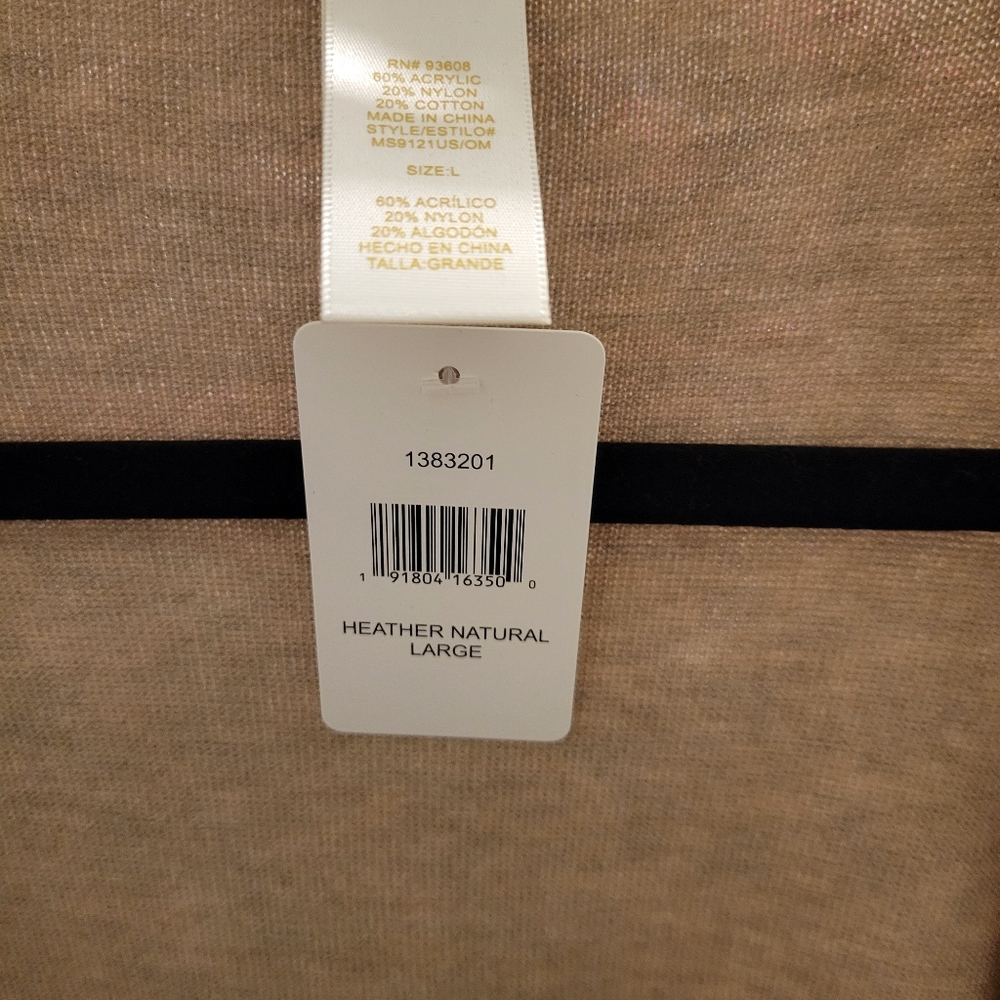 RN# 93608
60% ACRYLIC
20% NYLON
20% COTTON
MADE IN CHINA
STYLE/ESTILO#
MS9121US/OM
SIZE:L
60% ACRÍLICO
20% NYLON
20% ALGODÓN
HECHO EN CHINA
TALLA:GRANDE
1383201
1 91804 16350 0
HEATHER NATURAL
LARGE